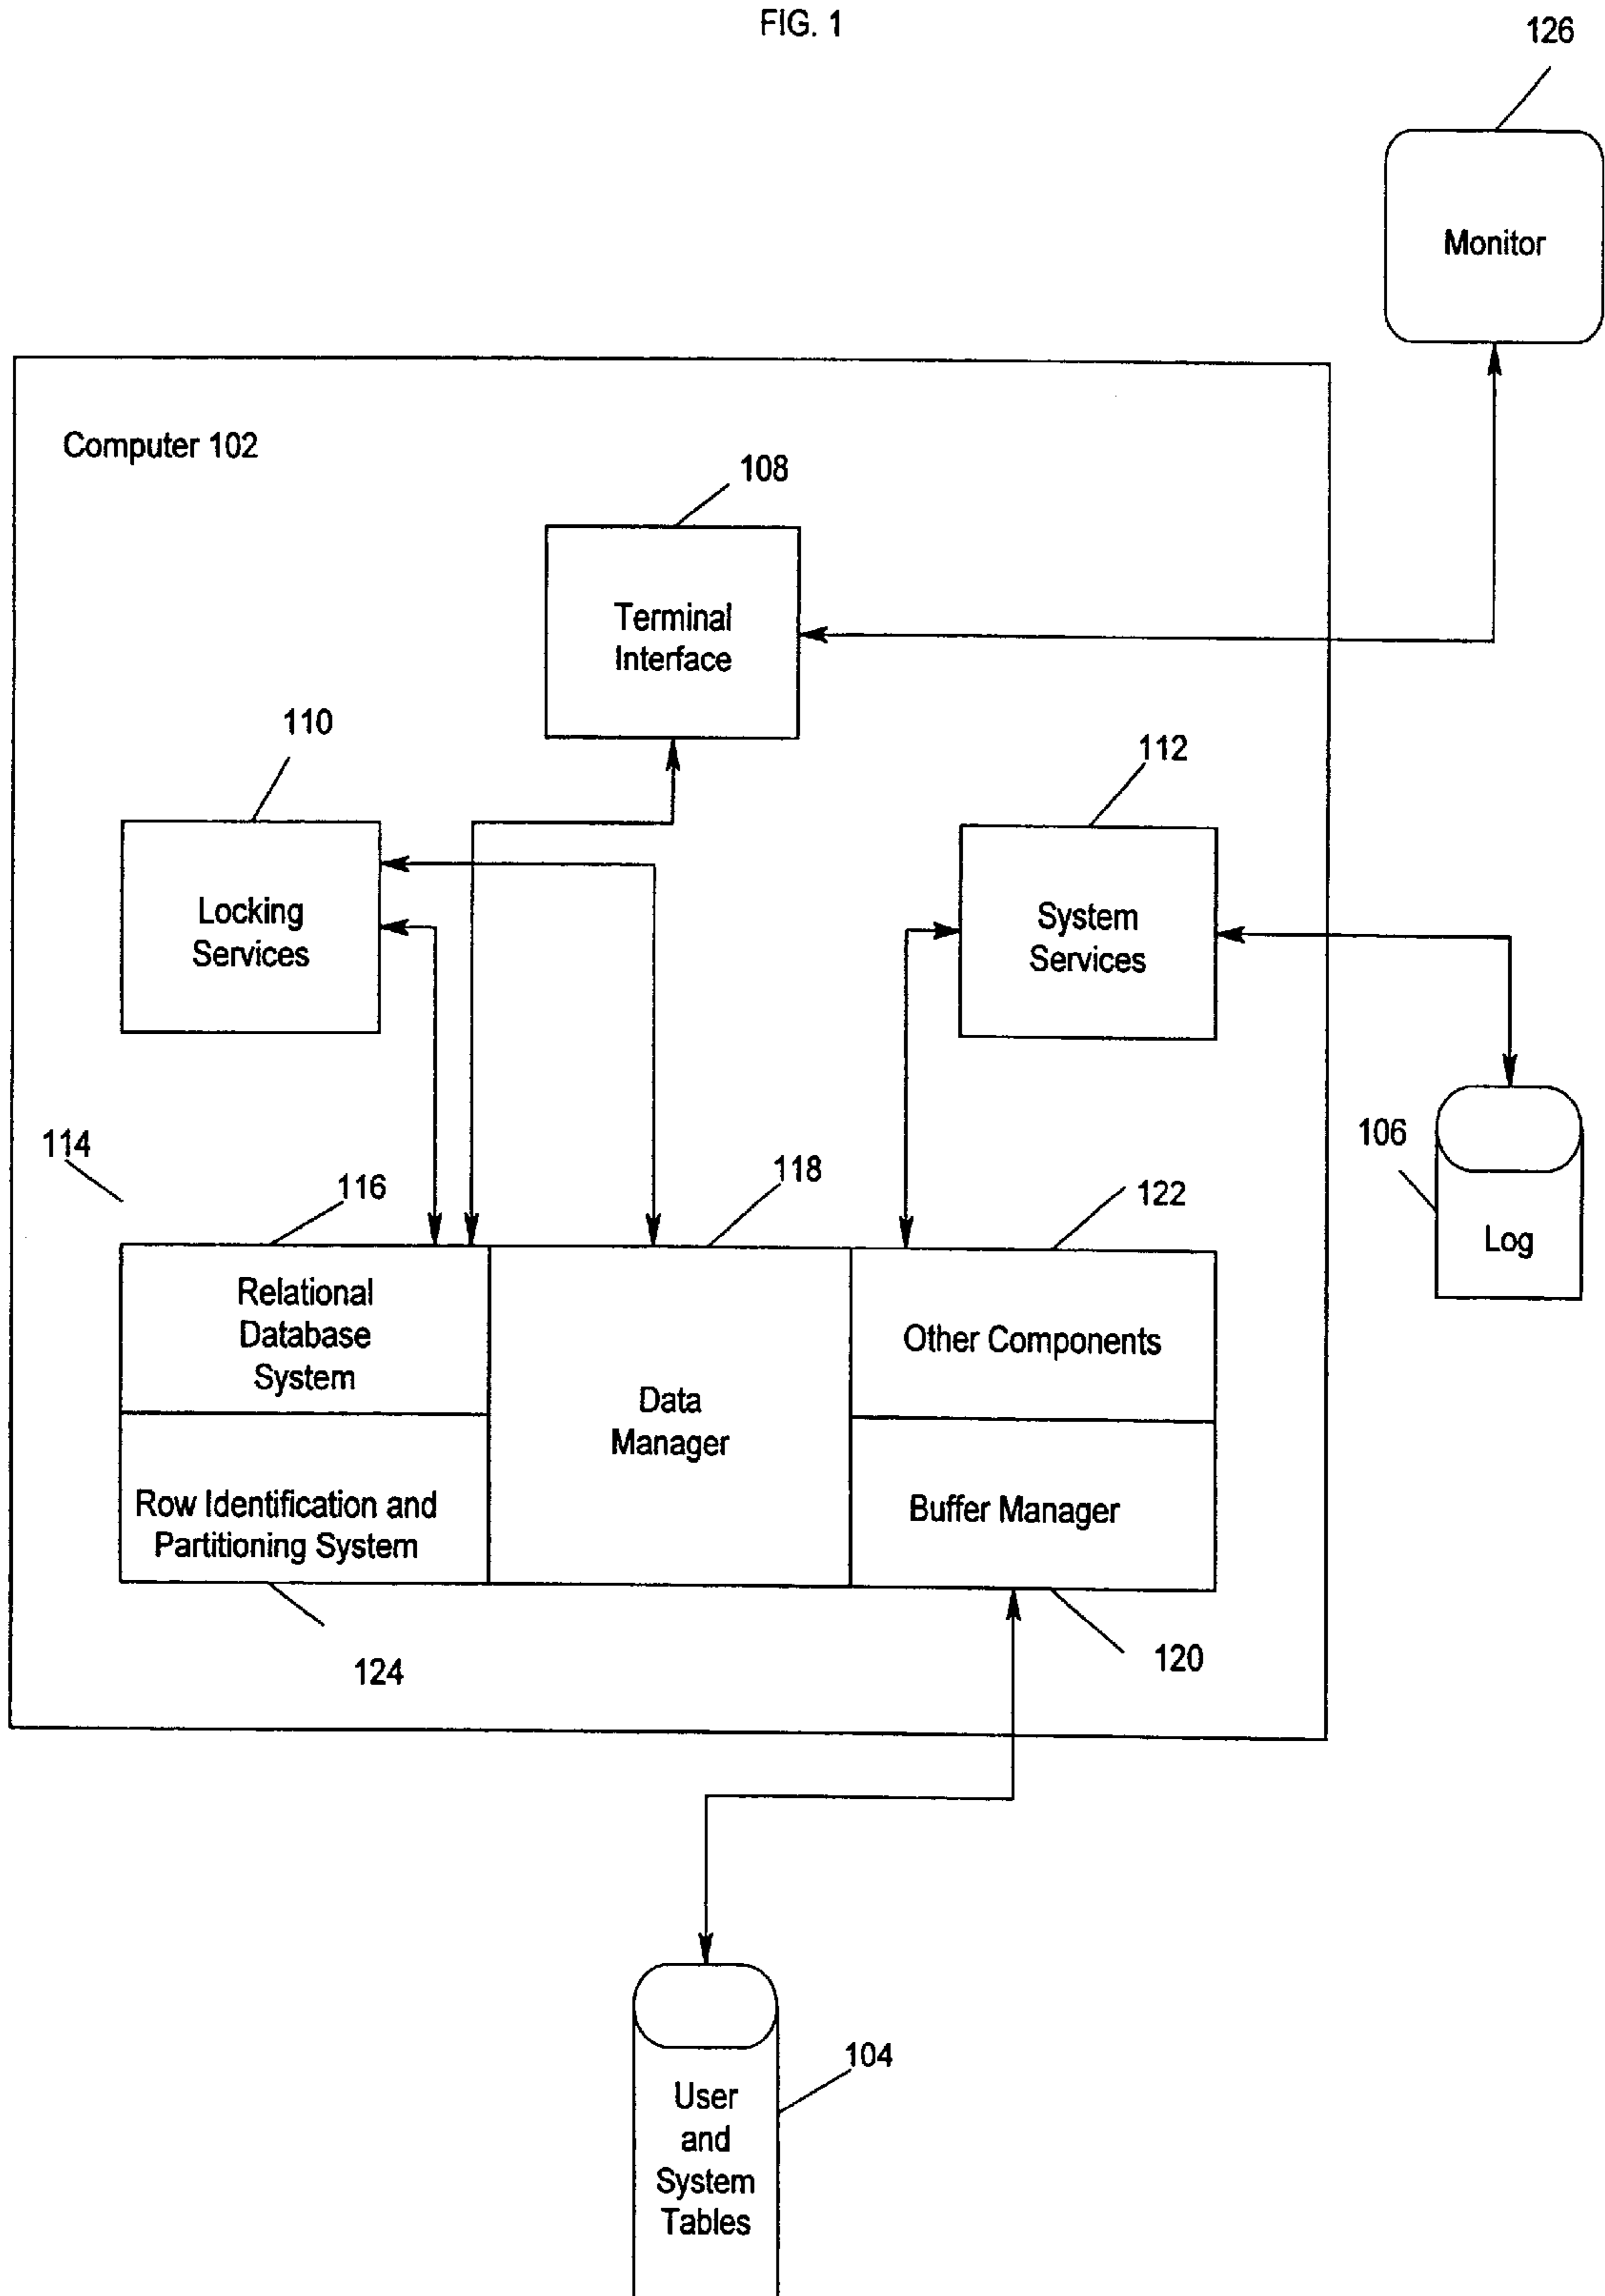 FIG. 1
126
Monitor
Computer 102
108
Terminal
Interface
110
112
Locking
Services
System
Services
114
116
118
122
106
Log
Relational
Database
System
Other Components
Data
Manager
Row Identification and
Partitioning System
Buffer Manager
124
120
104
User
and
System
Tables